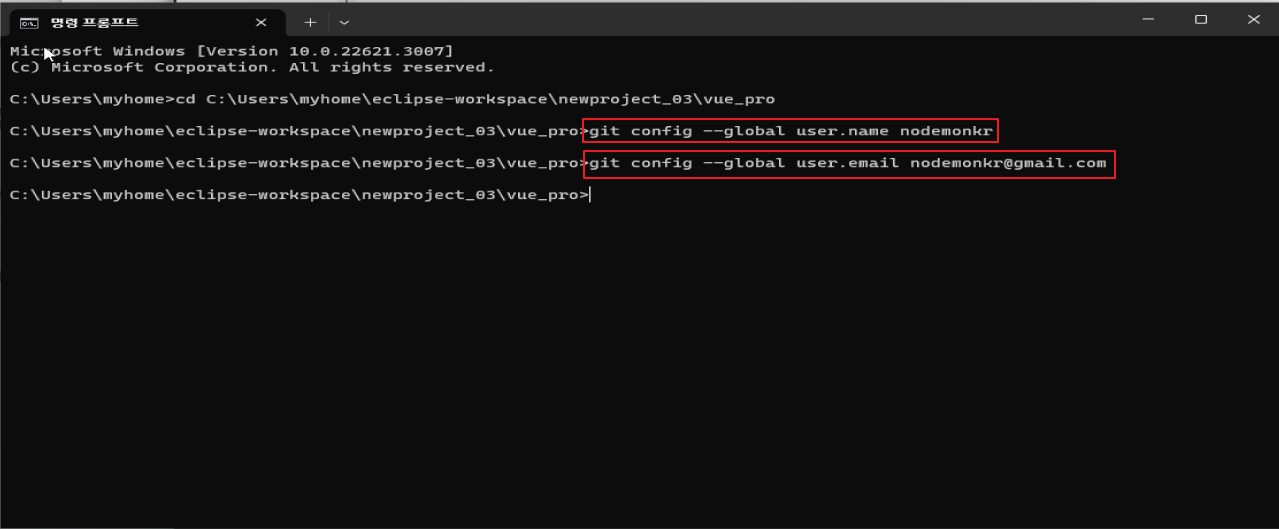 명령 프롬프트
Microsoft Windows [Version 10.0.22621.3007]
(c) Microsoft Corporation. All rights reserved.
C:\Users\myhome>cd C:\Users\myhome\eclipse-workspace\newproject_03\vue_pro
C:\Users\myhome\eclipse-workspace\newproject_03\vue_pro>git config --global user.name nodemonkr
C:\Users\myhome\eclipse-workspace\newproject_03\vue_pro>git config --global user.email nodemonkr@gmail.com
C:\Users\myhome\eclipse-workspace\newproject_03\vue_pro>